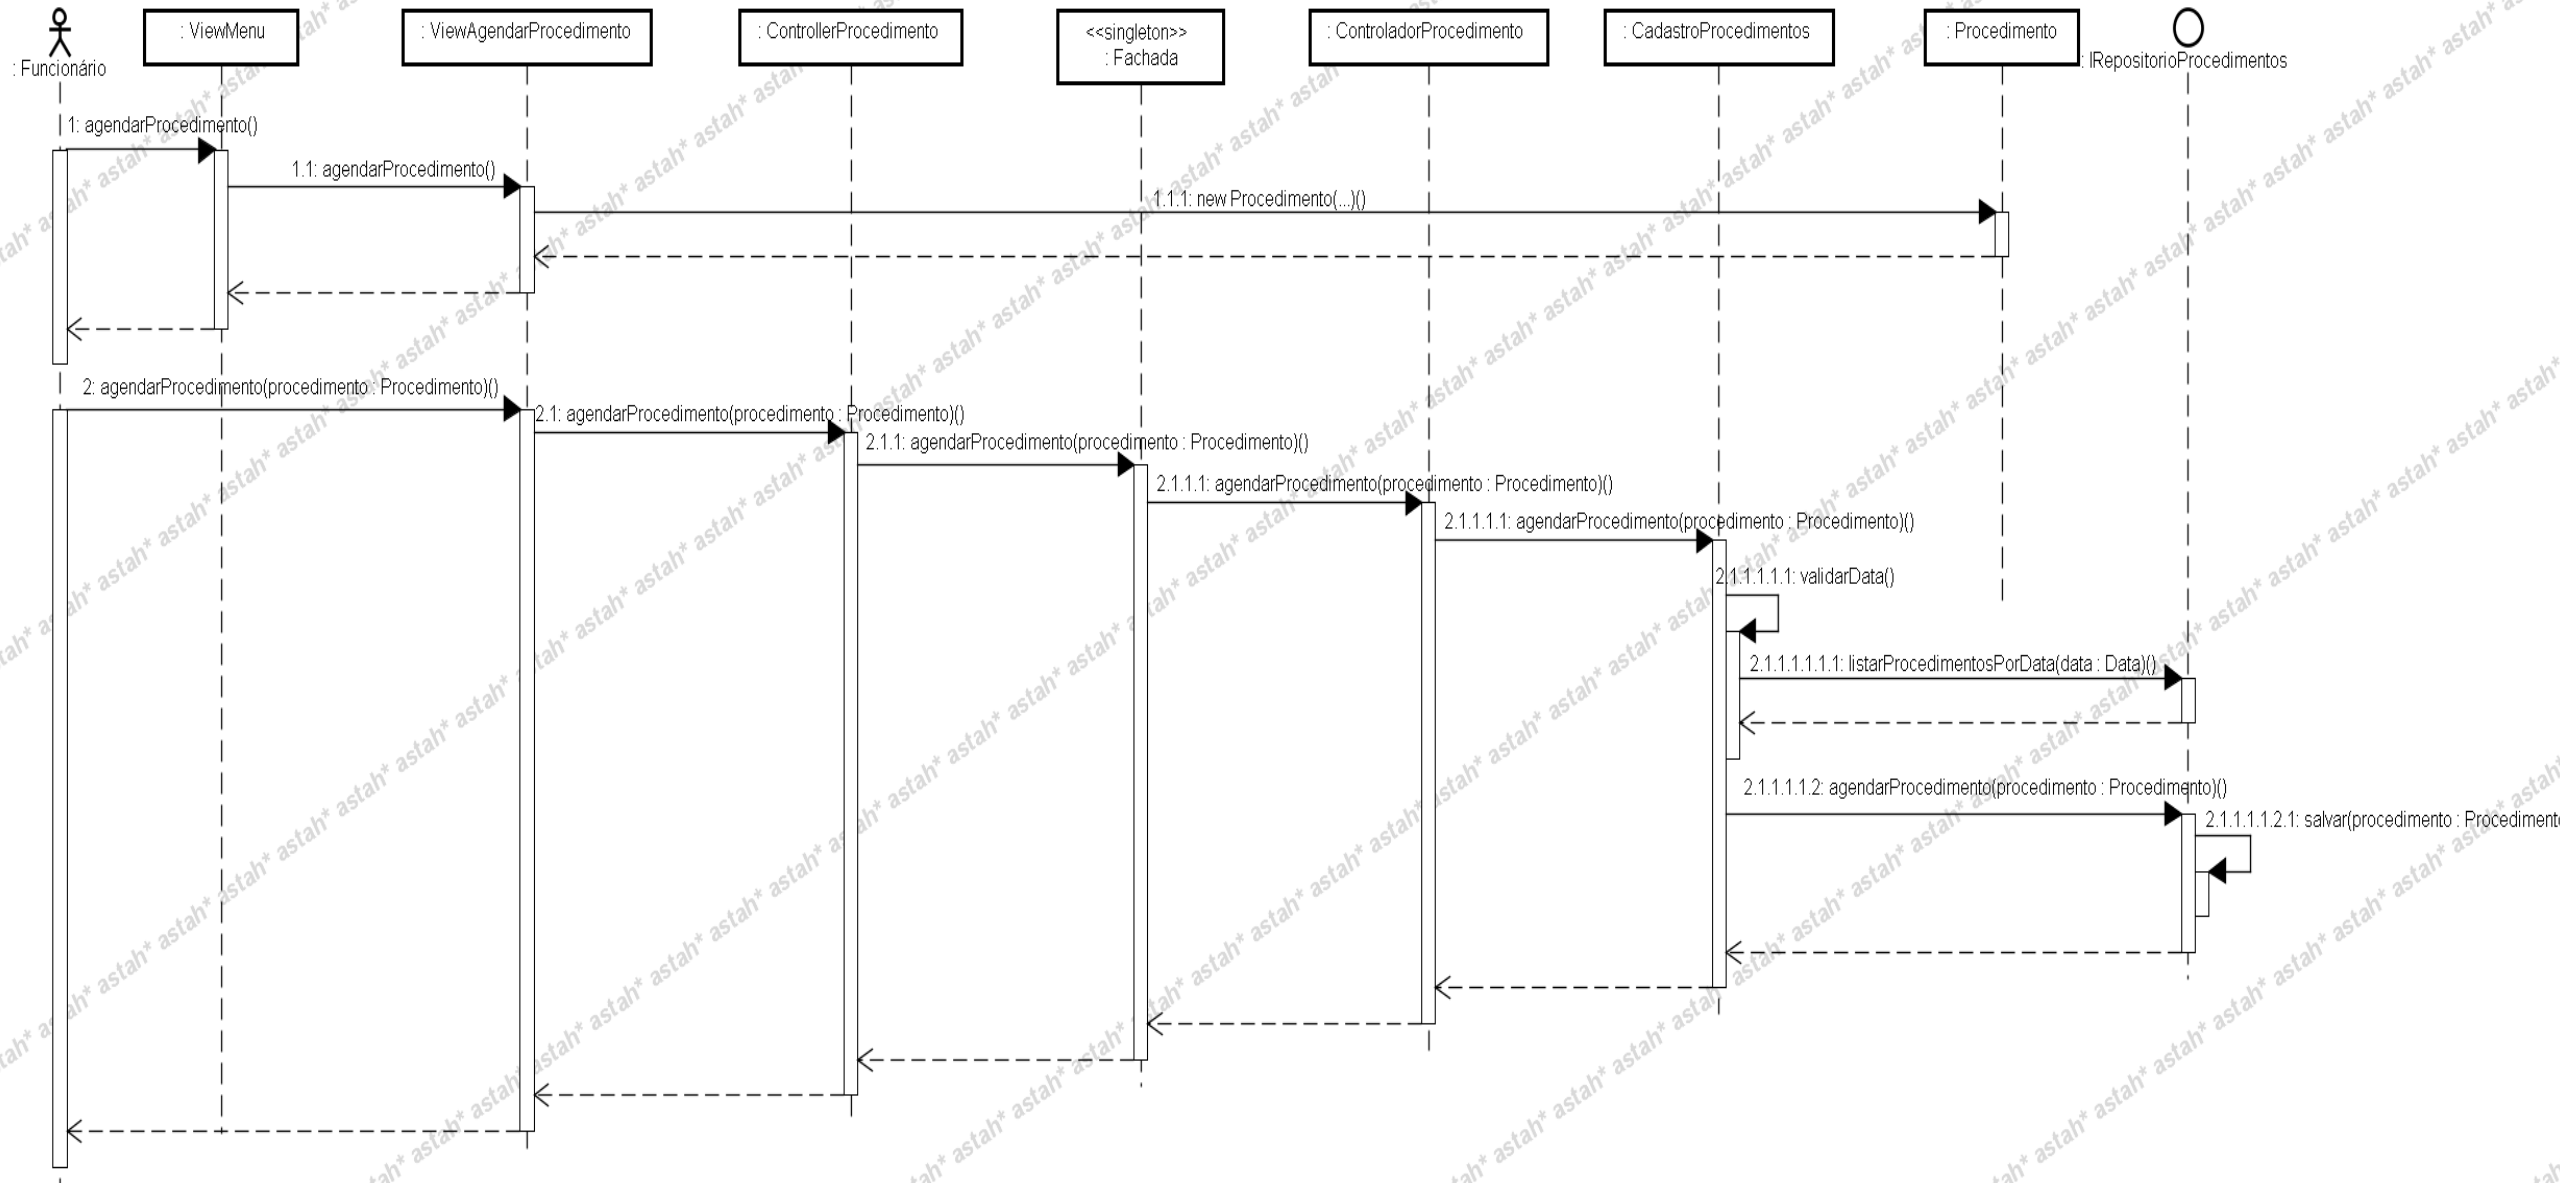 : Funcionário
: ViewMenu
: ViewAgendarProcedimento
: ControllerProcedimento
<<singleton>>
: Fachada
: ControladorProcedimento
: CadastroProcedimentos
: Procedimento
: IRepositorioProcedimentos
1: agendarProcedimento()
1.1: agendarProcedimento()
1.1.1: new Procedimento(...)()
2: agendarProcedimento(procedimento : Procedimento)()
2.1: agendarProcedimento(procedimento : Procedimento)()
2.1.1: agendarProcedimento(procedimento : Procedimento)()
2.1.1.1: agendarProcedimento(procedimento : Procedimento)()
2.1.1.1.1: agendarProcedimento(procedimento : Procedimento)()
2.1.1.1.1.1: validarData()
2.1.1.1.1.1.1: listarProcedimentosPorData(data : Data)()
2.1.1.1.1.2: agendarProcedimento(procedimento : Procedimento)()
2.1.1.1.1.2.1: salvar(procedimento : Procedimento